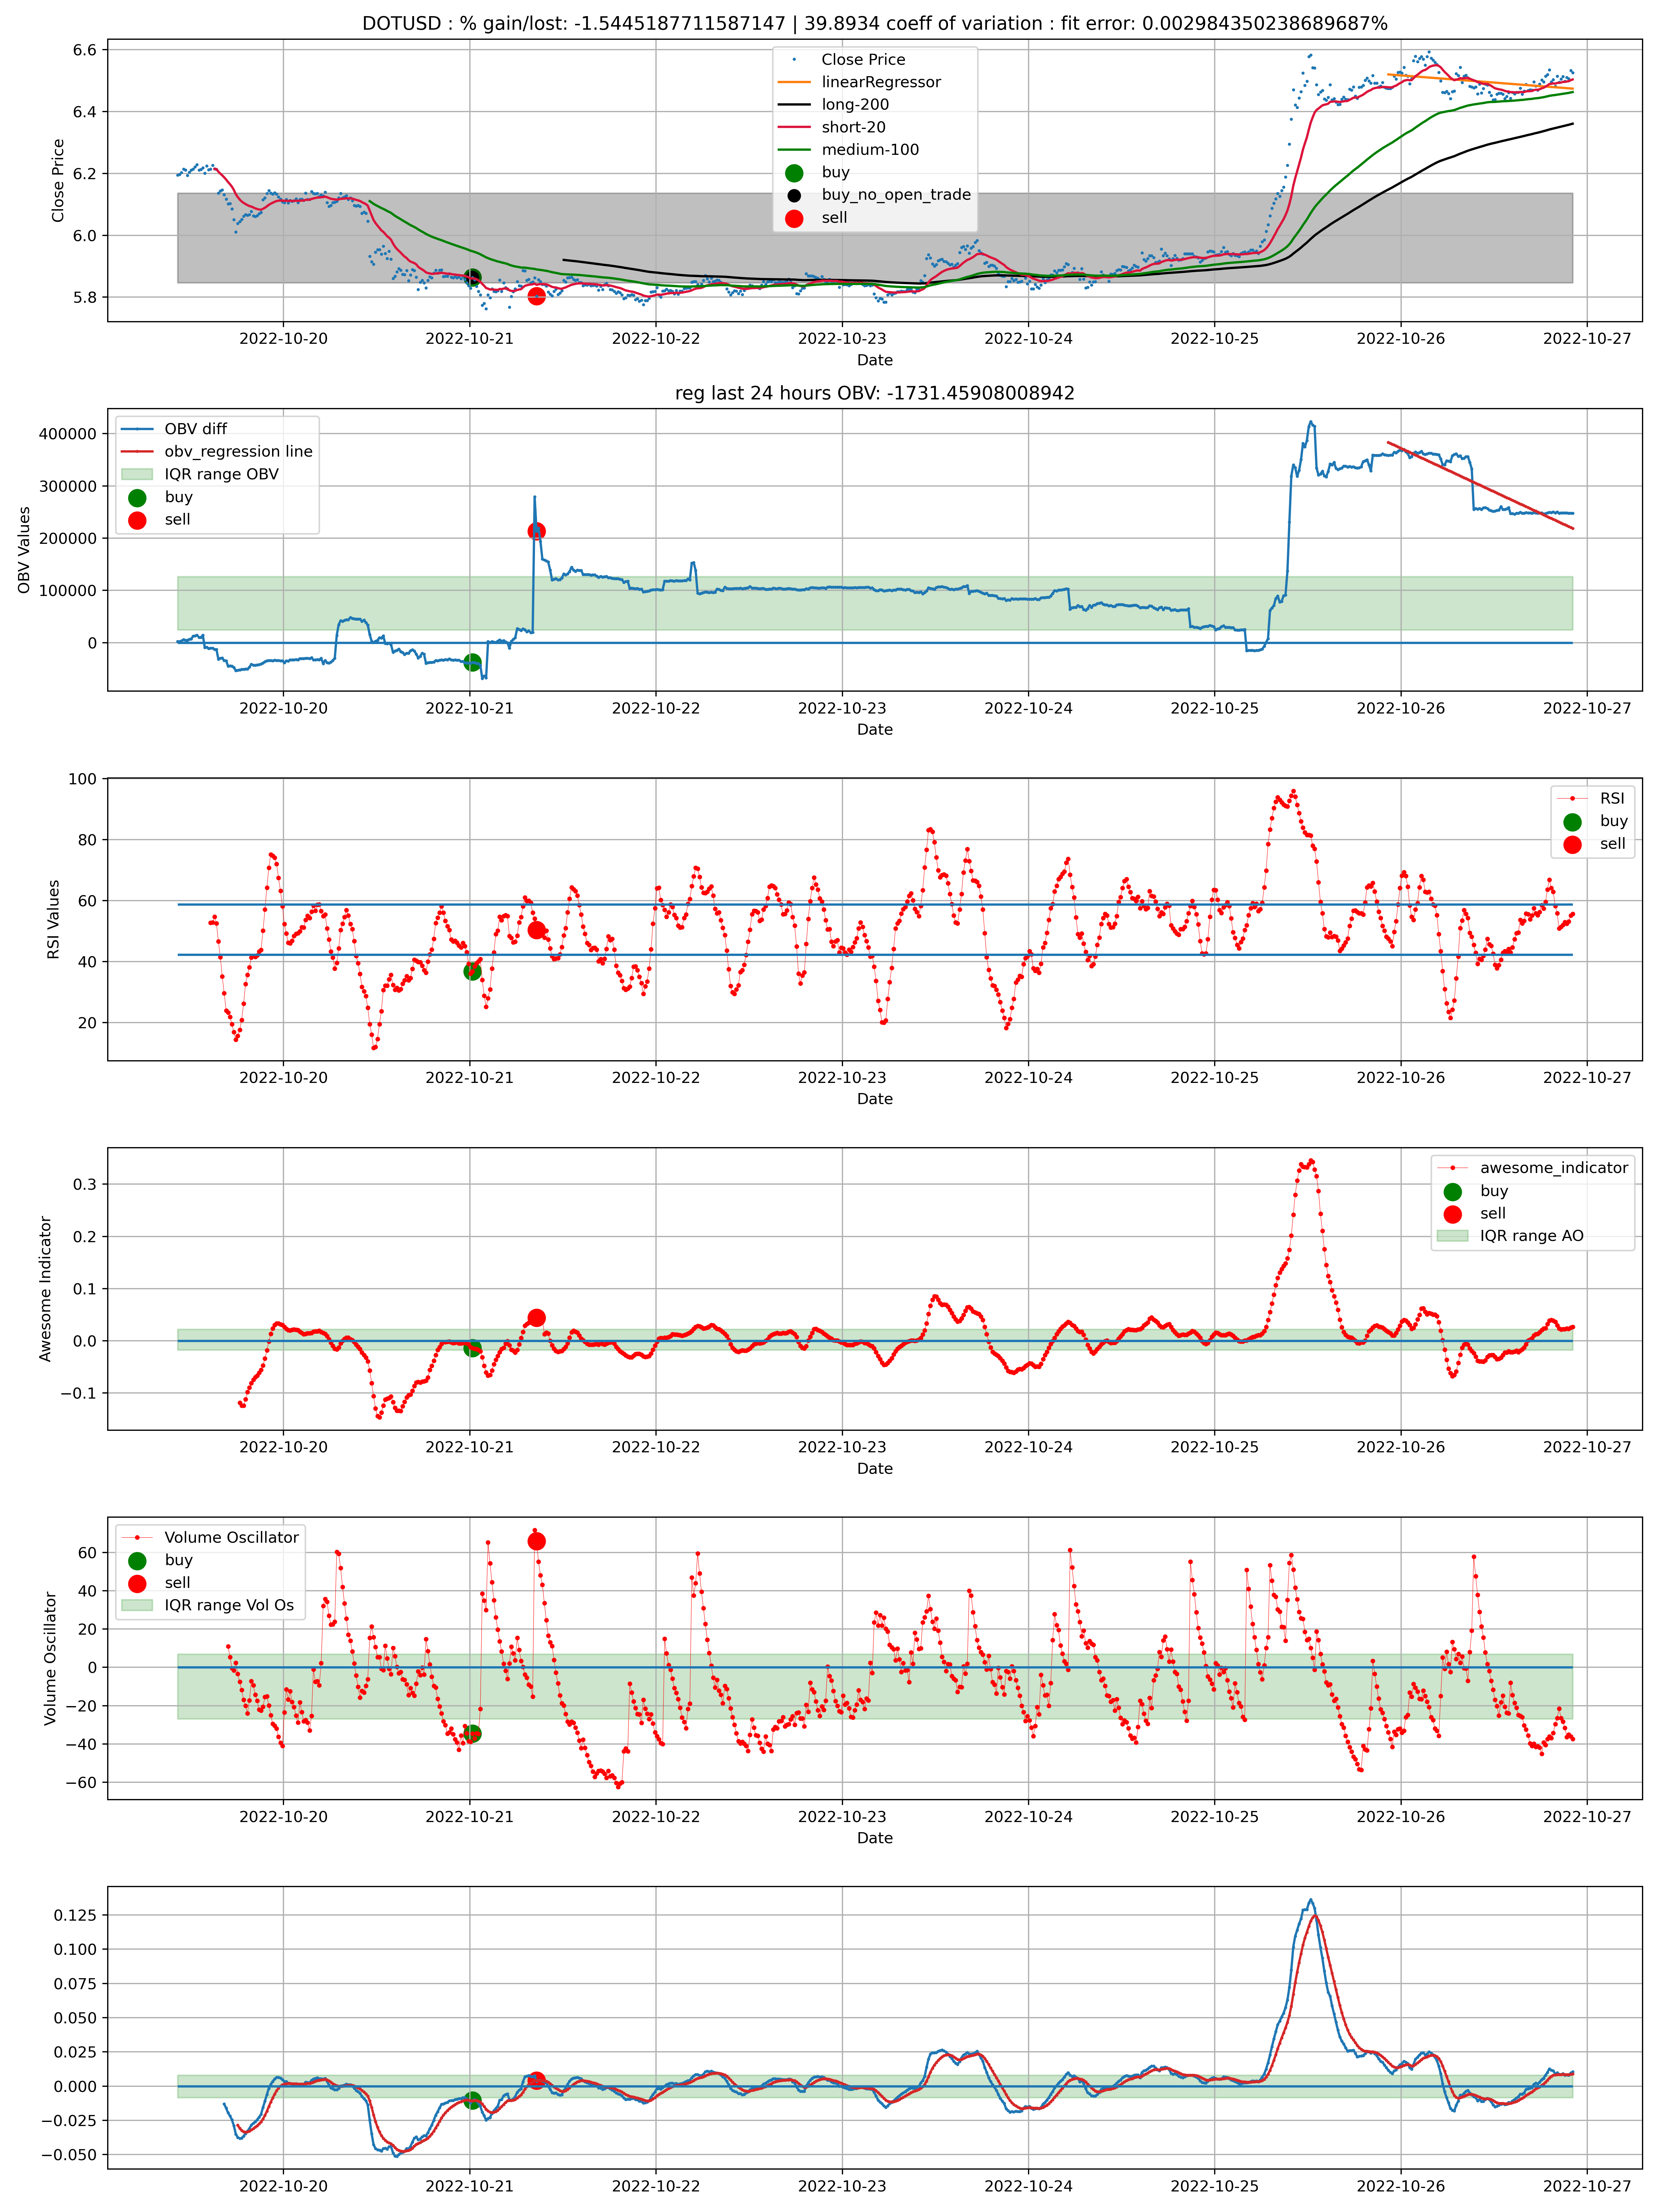 DOTUSD : % gain/lost: -1.5445187711587147 | 39.8934 coeff of variation : fit error: 0.002984350238689687%
Close Price
6.6
6.4
6.2
6.0
5.8
Close Price
linearRegressor
long-200
short-20
medium-100
buy
buy_no_open_trade
sell
2022-10-20 2022-10-21 2022-10-22 2022-10-23 2022-10-24 2022-10-25 2022-10-26 2022-10-27
Date
reg last 24 hours OBV: -1731.45908008942
OBV Values
400000
300000
200000
100000
0
OBV diff
obv_regression line
IQR range OBV
buy
sell
2022-10-20 2022-10-21 2022-10-22 2022-10-23 2022-10-24 2022-10-25 2022-10-26 2022-10-27
Date
RSI Values
100
80
60
40
20
RSI
buy
sell
2022-10-20 2022-10-21 2022-10-22 2022-10-23 2022-10-24 2022-10-25 2022-10-26 2022-10-27
Date
Awesome Indicator
0.3
0.2
0.1
0.0
−0.1
awesome_indicator
buy
sell
IQR range AO
2022-10-20 2022-10-21 2022-10-22 2022-10-23 2022-10-24 2022-10-25 2022-10-26 2022-10-27
Date
Volume Oscillator
60
40
20
0
−20
−40
−60
Volume Oscillator
buy
sell
IQR range Vol Os
2022-10-20 2022-10-21 2022-10-22 2022-10-23 2022-10-24 2022-10-25 2022-10-26 2022-10-27
Date
0.125
0.100
0.075
0.050
0.025
0.000
−0.025
−0.050
2022-10-20 2022-10-21 2022-10-22 2022-10-23 2022-10-24 2022-10-25 2022-10-26 2022-10-27